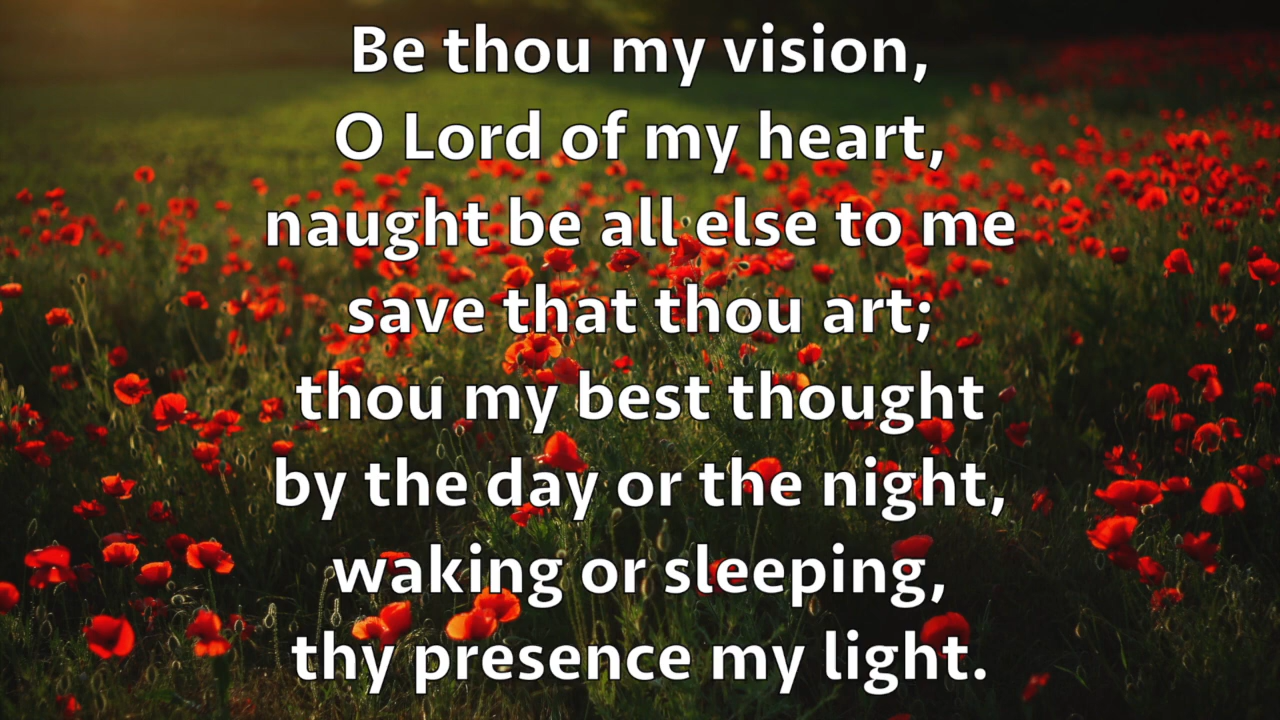 Be thou my vision,
O Lord of my heart,
naught be all else to me
save that thou art;
thou my best thought
by the day or the night,
waking or sleeping,
thy presence my light.